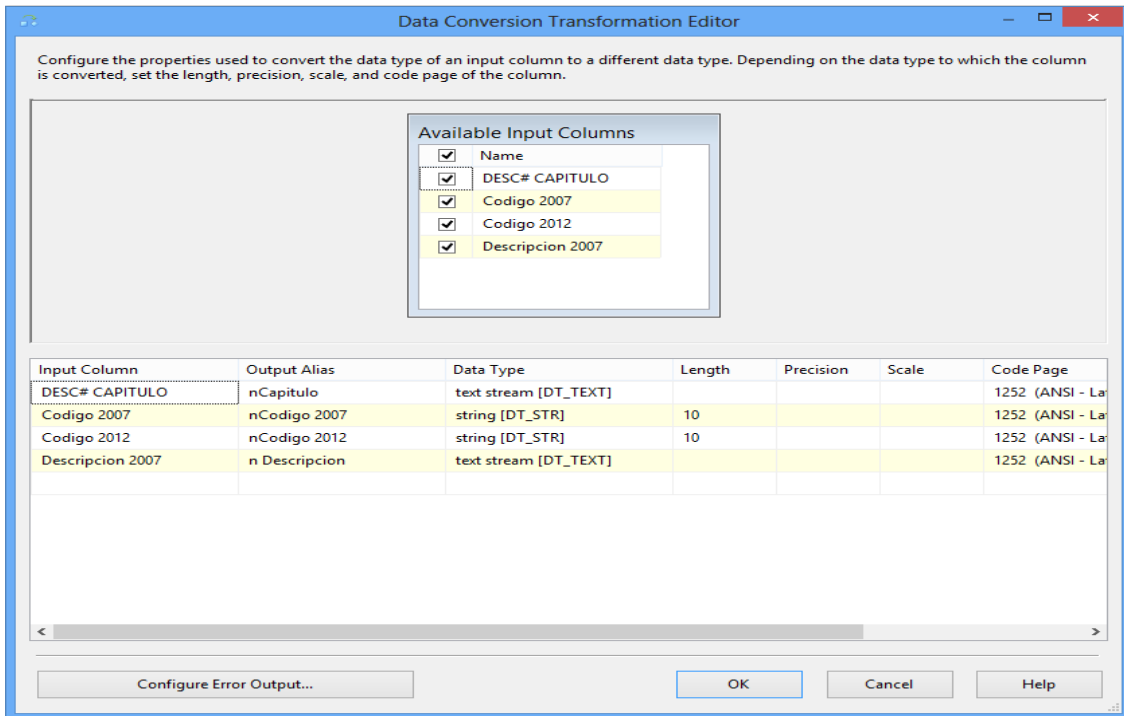 Data Conversion Transformation Editor
Configure the properties used to convert the data type of an input column to a different data type. Depending on the data type to which the column
is converted, set the length, precision, scale, and code page of the column.
Available Input Columns
Name
DESC# CAPITULO
Codigo 2007
Codigo 2012
Descripcion 2007
Input Column Output Alias Data Type Length Precision Scale Code Page
DESC# CAPITULO nCapitulo text stream [DT_TEXT] 1252 (ANSI - La
Codigo 2007 nCodigo 2007 string [DT_STR] 10 1252 (ANSI - La
Codigo 2012 nCodigo 2012 string [DT_STR] 10 1252 (ANSI - La
Descripcion 2007 n Descripcion text stream [DT_TEXT] 1252 (ANSI - La
Configure Error Output... OK Cancel Help